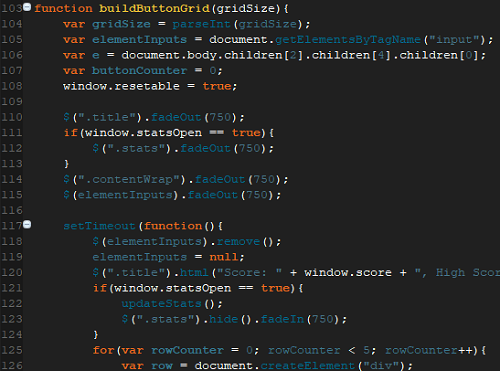 103 function buildButtonGrid(gridSize){
104 var gridSize = parseInt(gridSize);
105 var elementInputs = document.getElementsByTagName("input");
106 var e = document.body.children[2].children[4].children[0];
107 var buttonCounter = 0;
108 window.resetable = true;
109
110 $(".title").fadeOut(750);
111 if(window.statsOpen == true){
112 $(".stats").fadeOut(750);
113 }
114 $(".contentWrap").fadeOut(750);
115 $(elementInputs).fadeOut(750);
116
117 setTimeout(function(){
118 $(elementInputs).remove();
119 elementInputs = null;
120 $(".title").html("Score: " + window.score + ", High Scor
121 if(window.statsOpen == true){
122 updateStats();
123 $(".stats").hide().fadeIn(750);
124 }
125 for(var rowCounter = 0; rowCounter < 5; rowCounter++){
126 var row = document.createElement("div");